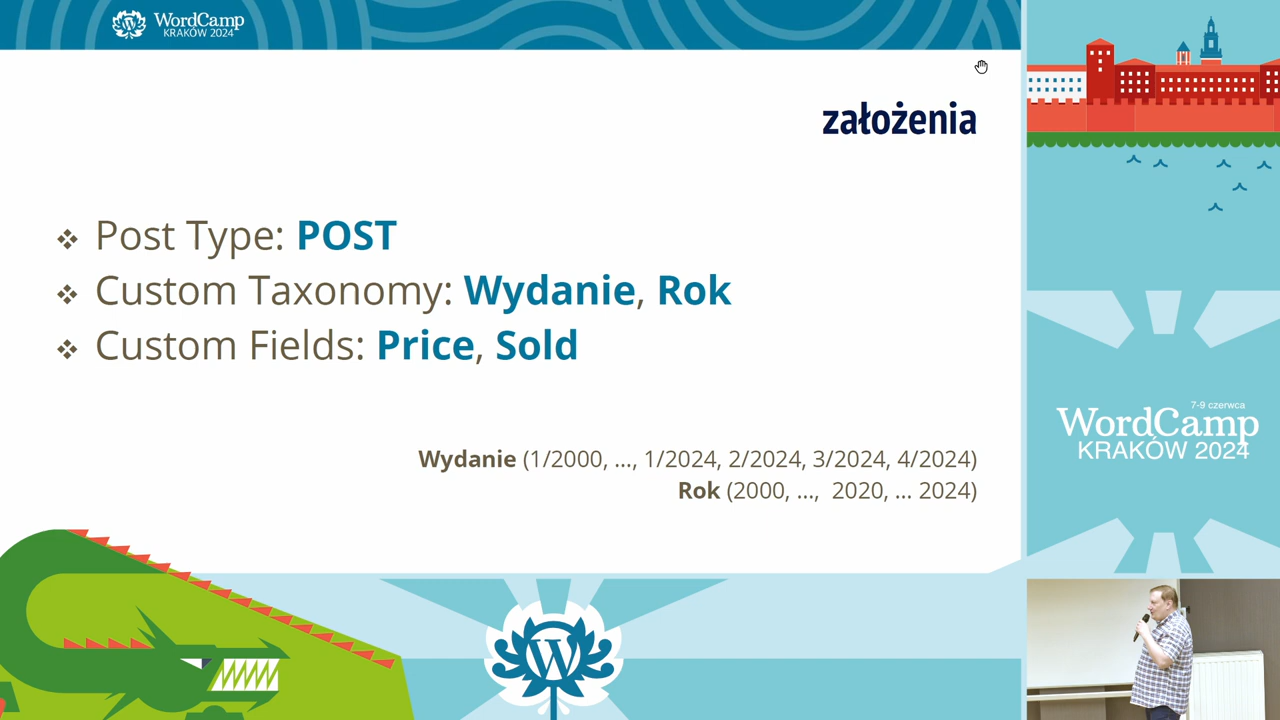 WordCamp
KRAKÓW 2024
założenia
❖ Post Type: POST
❖ Custom Taxonomy: Wydanie, Rok
❖ Custom Fields: Price, Sold
Wydanie (1/2000, ..., 1/2024, 2/2024, 3/2024, 4/2024)
Rok (2000, ..., 2020, ... 2024)
7-9 czerwca
WordCamp
KRAKÓW 2024
W